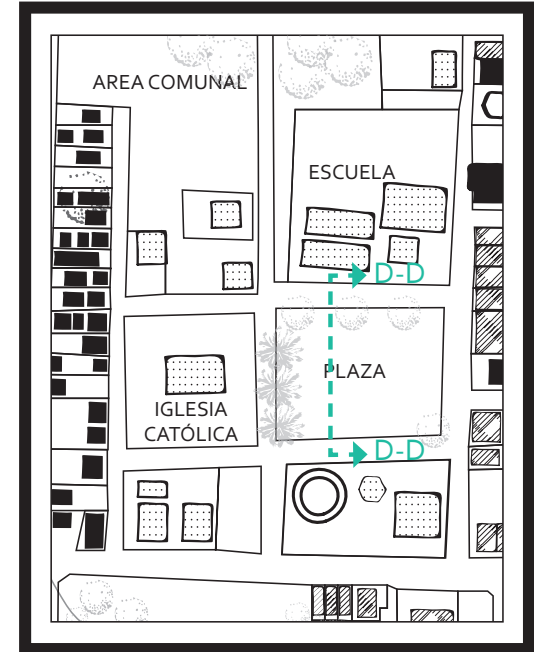 AREA COMUNAL
ESCUELA
D-D
PLAZA
IGLESIA
CATÓLICA
D-D